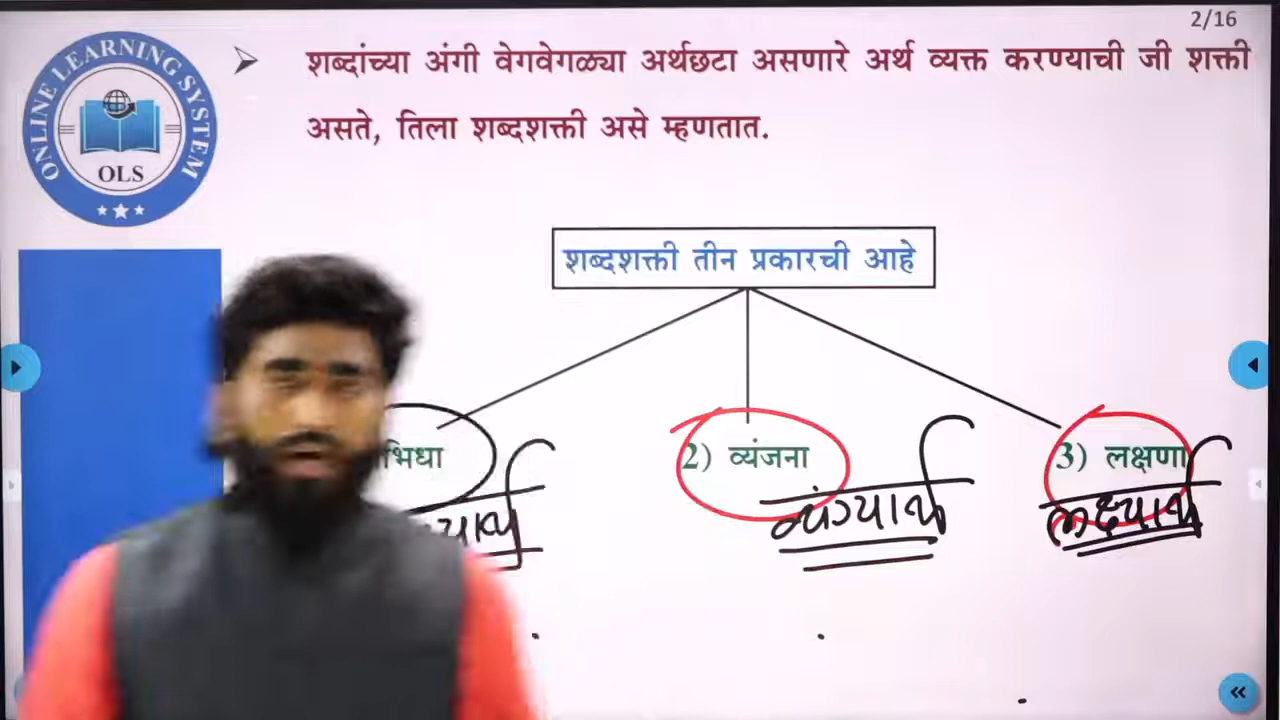 2/16
शब्दांच्या अंगी वेगवेगळ्या अर्थछटा असणारे अर्थ व्यक्त करण्याची जी शक्ती
असते, तिला शब्दशक्ती असे म्हणतात.
ONLINE LEARNING SYSTEM
OLS
शब्दशक्ती तीन प्रकारची आहे
भिधा
2) व्यंजना
3) लक्षणा
व्यंग्यार्थ
लक्ष्यार्थ